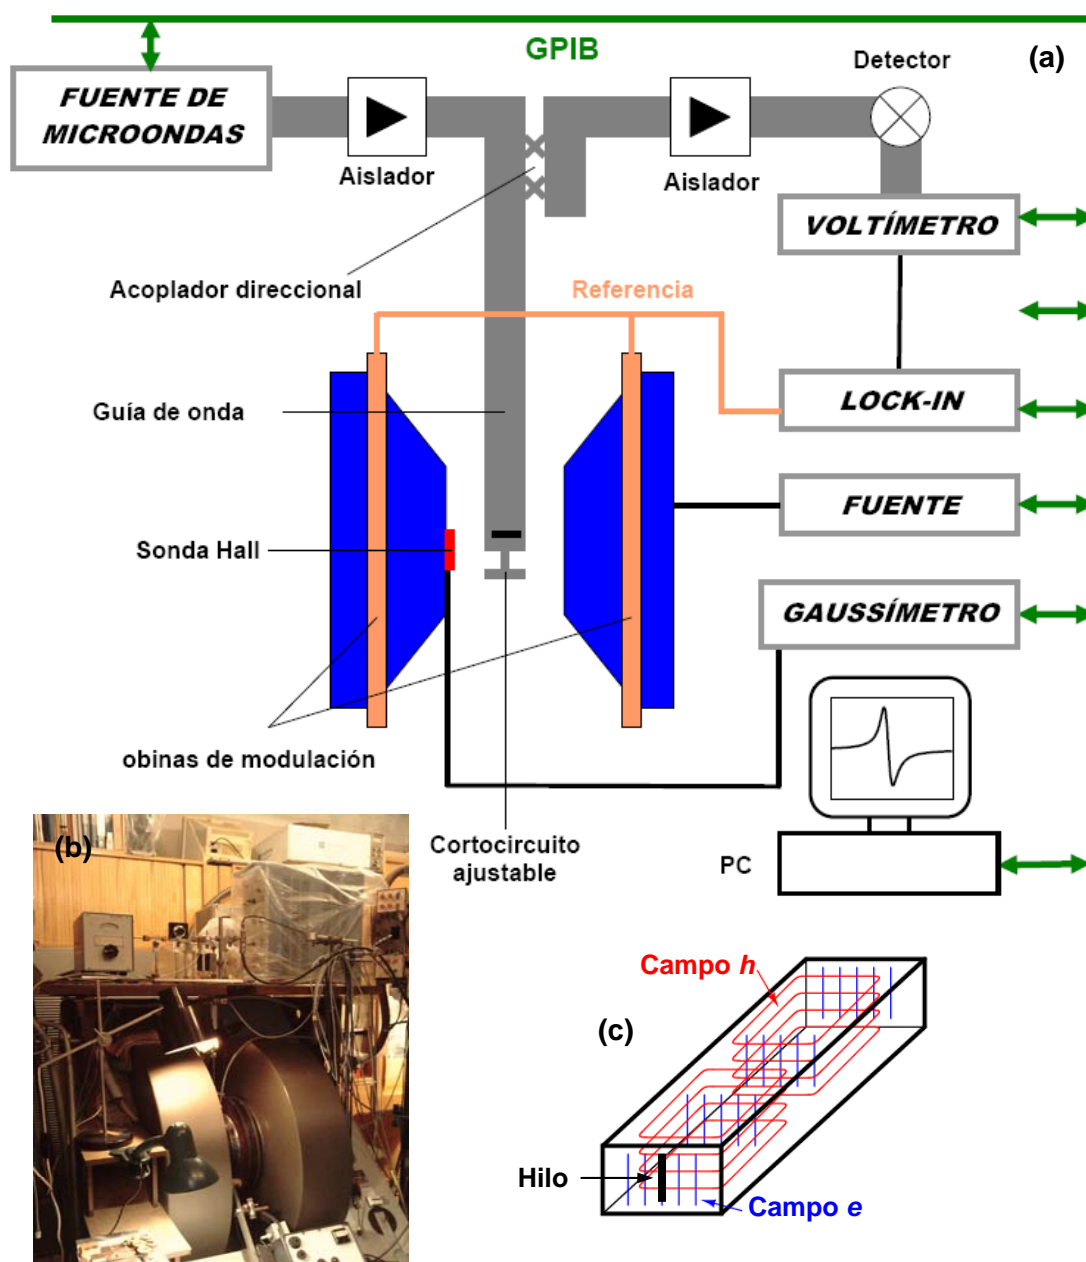 GPIB
(a)
Detector
FUENTE DE
MICROONDAS
Aislador
Aislador
VOLTÍMETRO
Acoplador direccional
Referencia
Guía de onda
LOCK-IN
FUENTE
Sonda Hall
GAUSSÍMETRO
obinas de modulación
(b)
Cortocircuito
ajustable
PC
Campo h
(c)
Hilo
Campo e